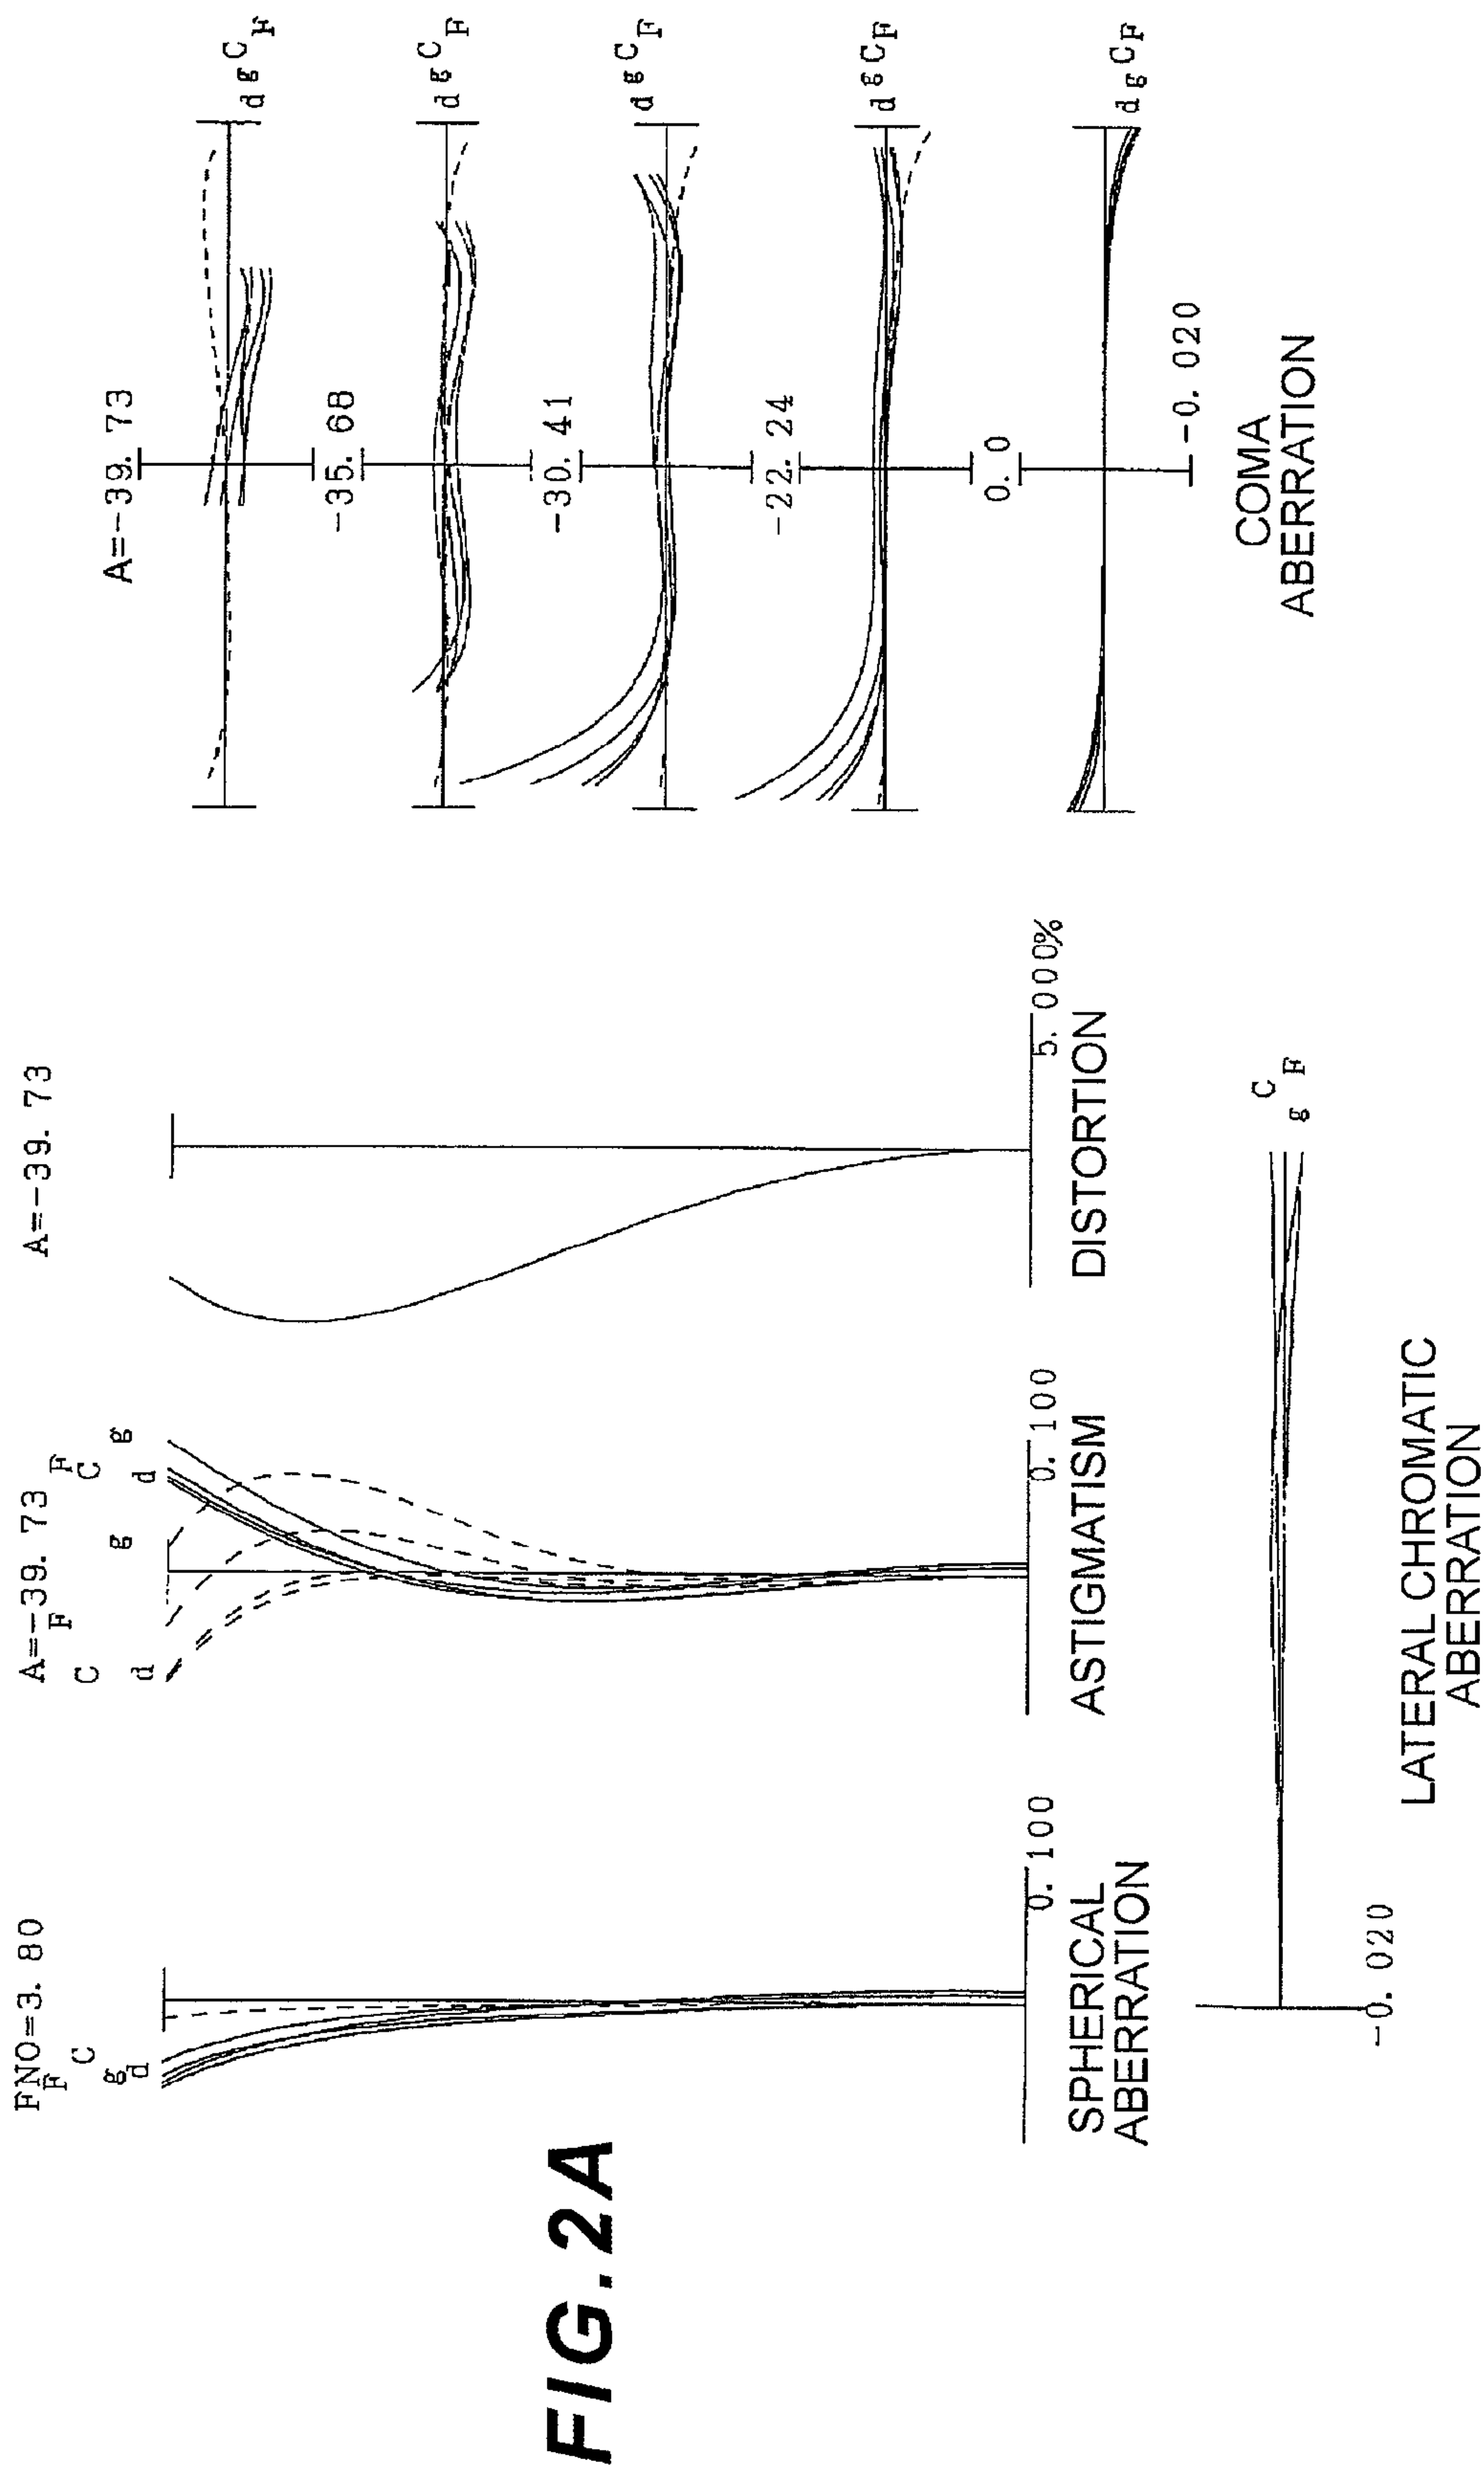 FIG.2A
FNO=3. 80
F
C
g
d
0. 100
SPHERICAL
ABERRATION
A=-39. 73
F
F
C
C
g
g
d
d
0. 100
ASTIGMATISM
A=-39. 73
5. 000%
DISTORTION
-0. 020
C
g
F
LATERAL CHROMATIC
ABERRATION
A=-39. 73
d g C F
-35. 68
d g C F
-30. 41
d g C F
-22. 24
d g C F
0. 0
d g C F
-0. 020
COMA
ABERRATION